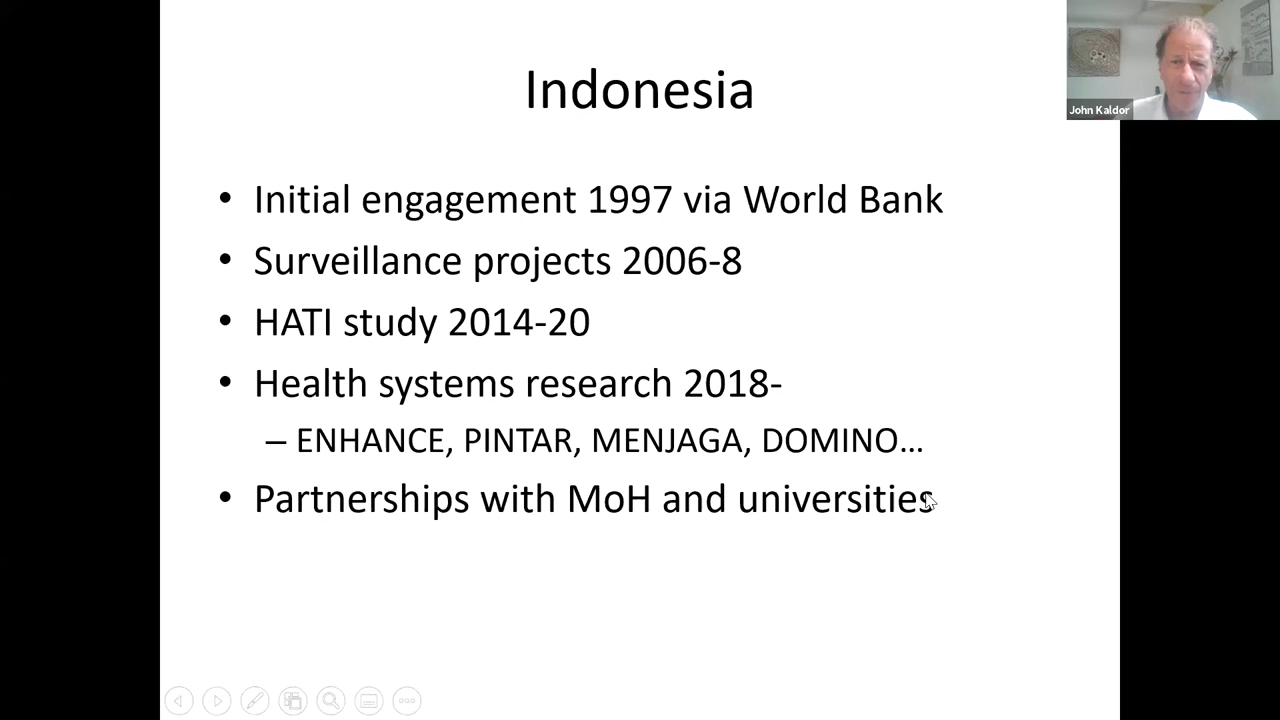 Indonesia
John Kaldor
• Initial engagement 1997 via World Bank
• Surveillance projects 2006-8
• HATI study 2014-20
• Health systems research 2018-
– ENHANCE, PINTAR, MENJAGA, DOMINO...
• Partnerships with MoH and universities